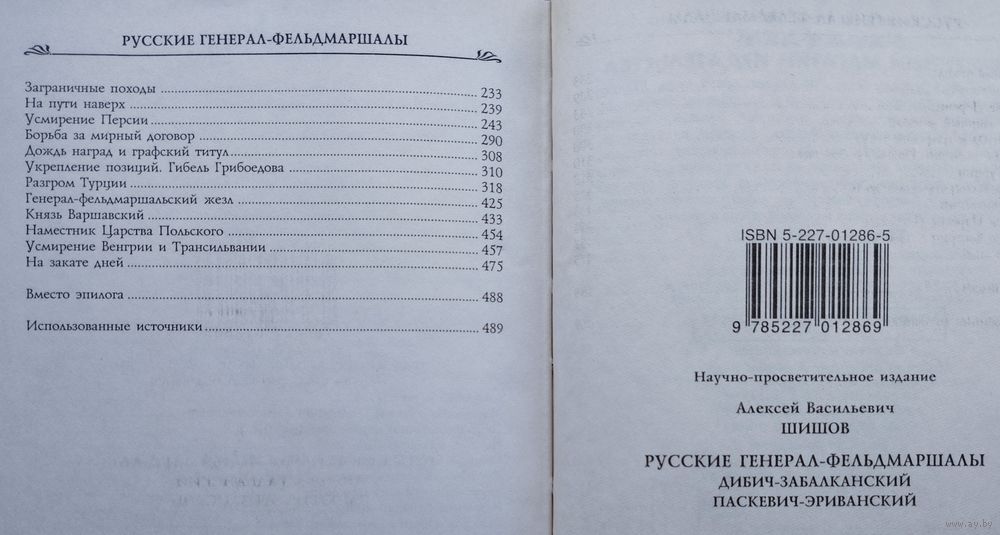 РУССКИЕ ГЕНЕРАЛ-ФЕЛЬДМАРШАЛЫ
Заграничные походы 233
На пути наверх 239
Усмирение Персии 243
Борьба за мирный договор 290
Дождь наград и графский титул 308
Укрепление позиций. Гибель Грибоедова 310
Разгром Турции 318
Генерал-фельдмаршальский жезл 425
Князь Варшавский 433
Наместник Царства Польского 454
Усмирение Венгрии и Трансильвании 457
На закате дней 475
Вместо эпилога 488
Использованные источники 489
ISBN 5-227-01286-5
9 785227 012869
Научно-просветительное издание
Алексей Васильевич
ШИШОВ
РУССКИЕ ГЕНЕРАЛ-ФЕЛЬДМАРШАЛЫ
ДИБИЧ-ЗАБАЛКАНСКИЙ
ПАСКЕВИЧ-ЭРИВАНСКИЙ
www.ay.by